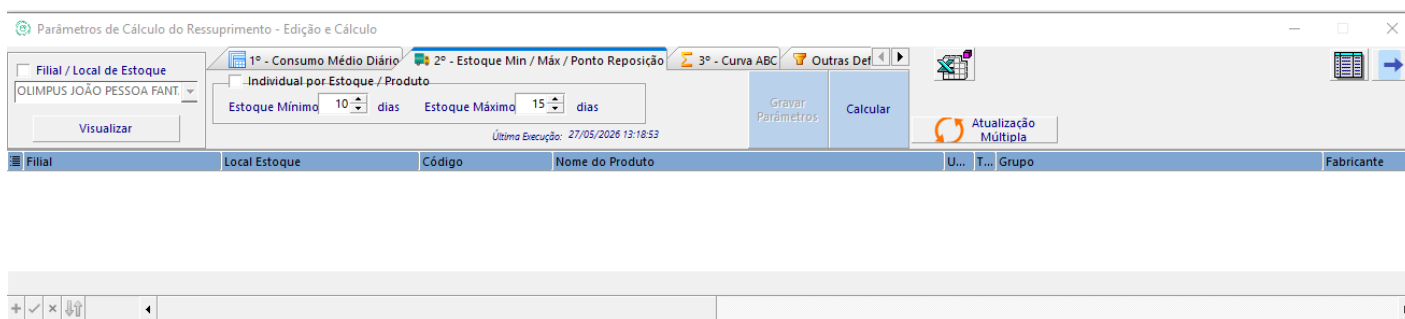 Parâmetros de Cálculo do Ressuprimento - Edição e Cálculo
Filial / Local de Estoque
OLIMPUS JOÃO PESSOA FANT.
Visualizar
1º - Consumo Médio Diário
2º - Estoque Min / Máx / Ponto Reposição
3º - Curva ABC
Outras Def
Individual por Estoque / Produto
Estoque Mínimo 10 dias Estoque Máximo 15 dias
Última Execução: 27/05/2026 13:18:53
Gravar
Parâmetros
Calcular
Atualização
Múltipla
Filial Local Estoque Código Nome do Produto U... T... Grupo Fabricante